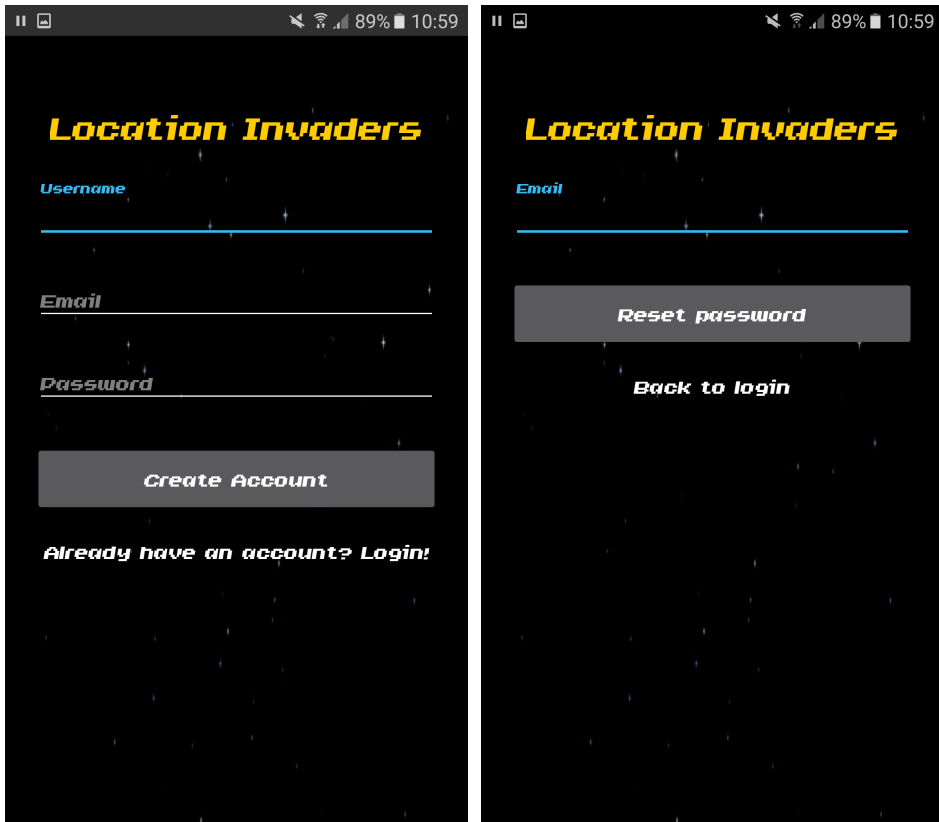 89% 10:59
Location Invaders
Username
Email
Password
Create Account
Already have an account? Login!
89% 10:59
Location Invaders
Email
Reset password
Back to login